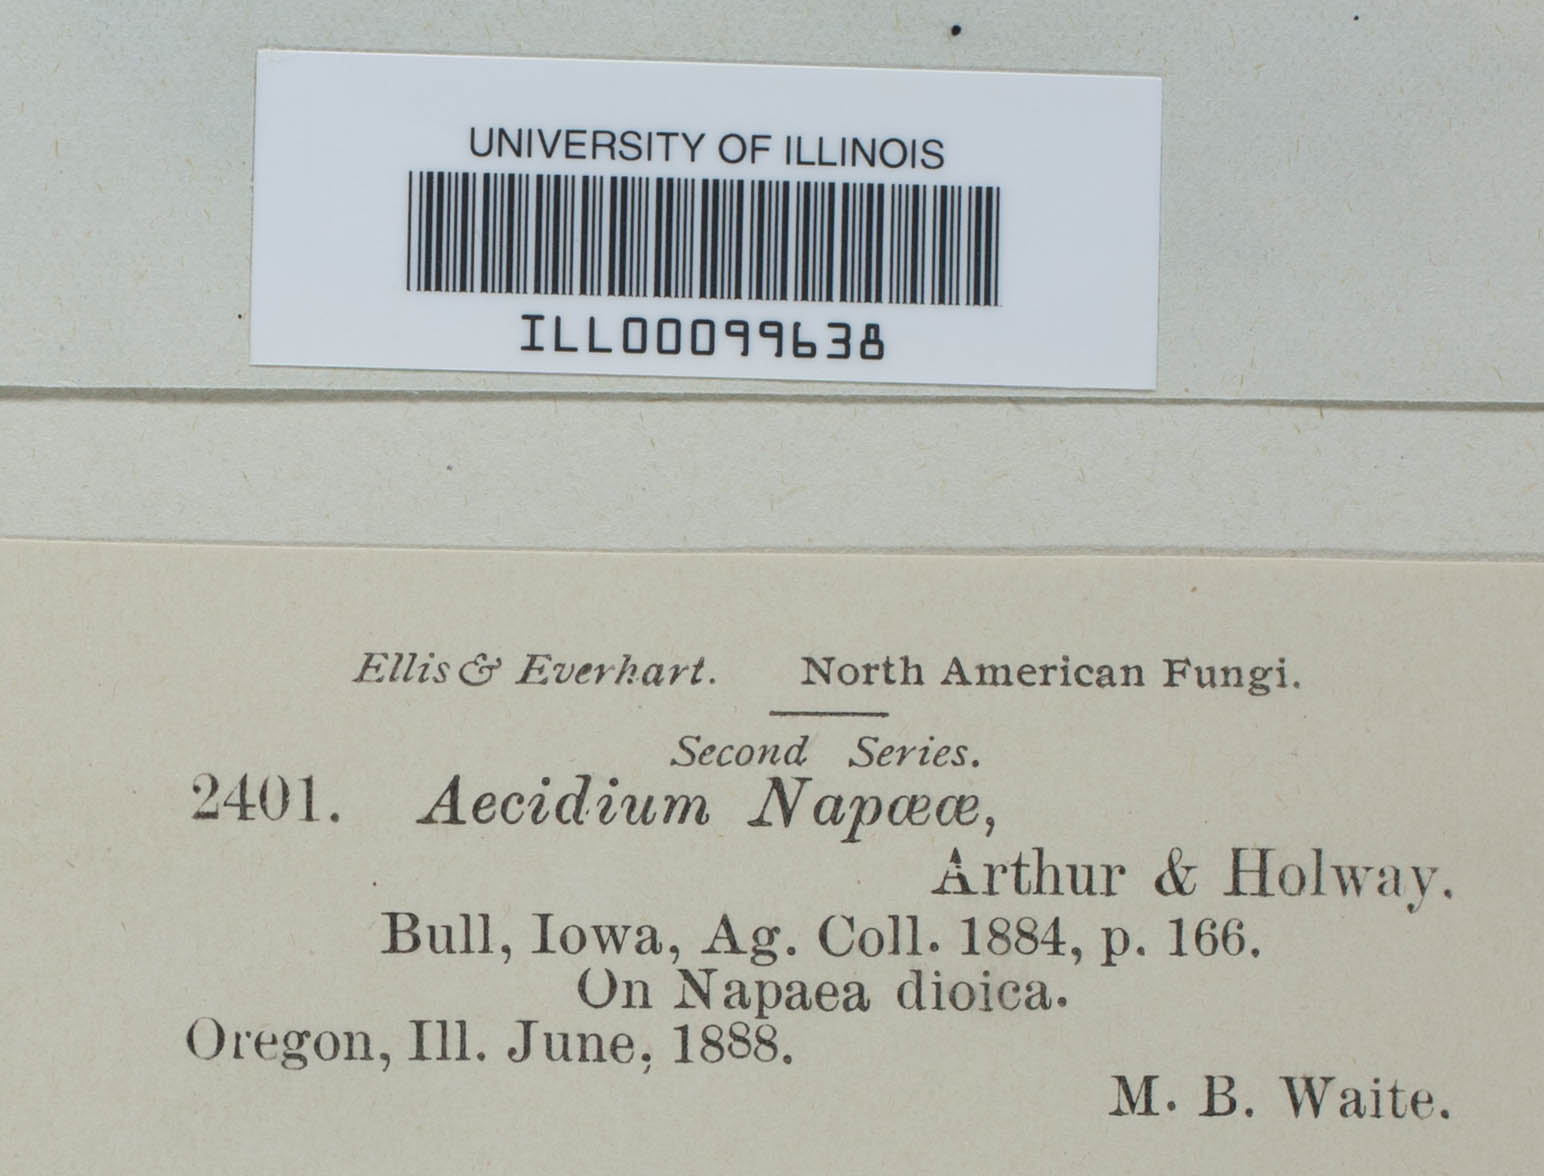 UNIVERSITY OF ILLINOIS
ILL00099638
Ellis & Everhart. North American Fungi.
Second Series.
2401. Aecidium Napææ,
Arthur & Holway.
Bull, Iowa, Ag. Coll. 1884, p. 166.
On Napaea dioica.
Oregon, Ill. June, 1888.
M. B. Waite.